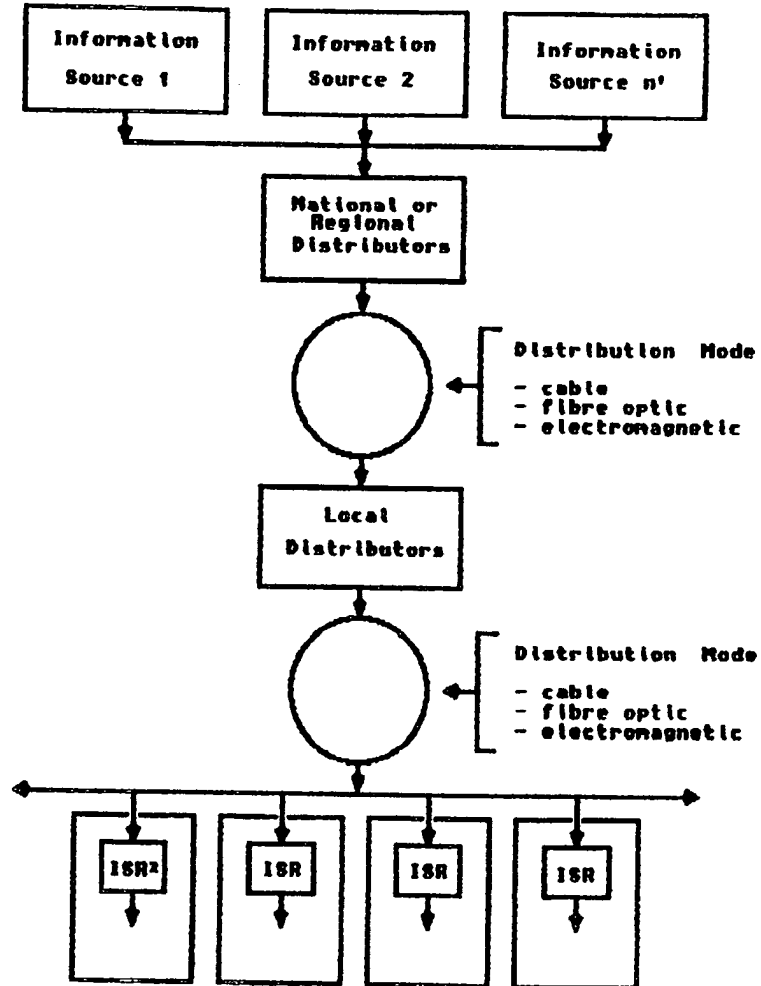 Information
Source 1
Information
Source 2
Information
Source n'
National or
Regional
Distributors
Distribution Mode
- cable
- fibre optic
- electromagnetic
Local
Distributors
Distribution Mode
- cable
- fibre optic
- electromagnetic
ISR²
ISR
ISR
ISR